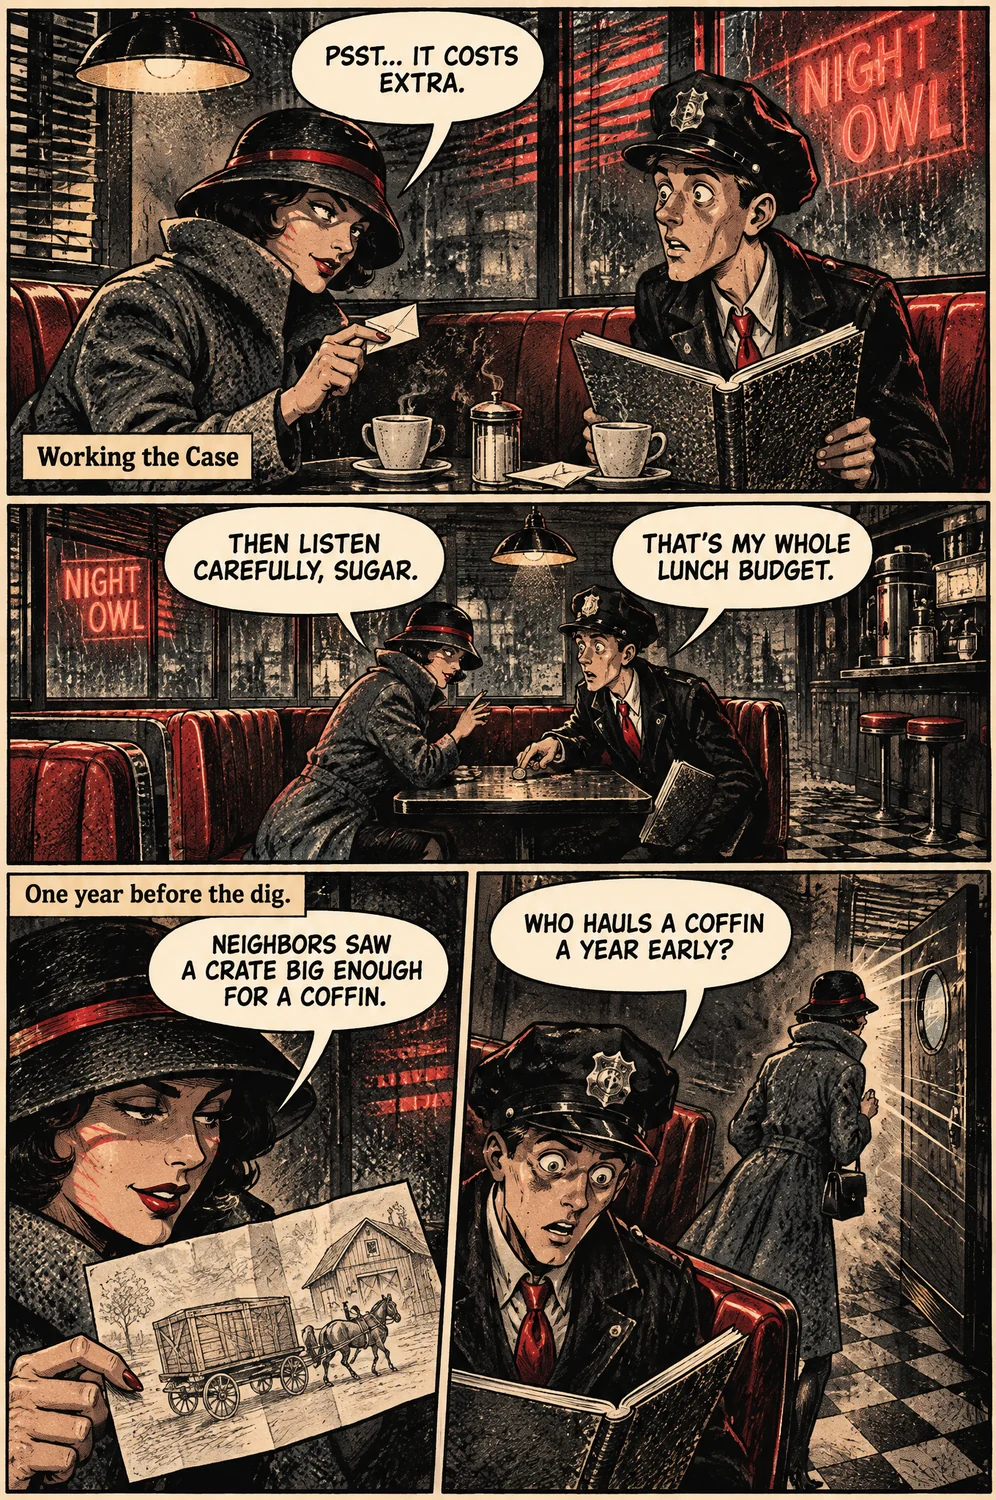 PSST... IT COSTS
EXTRA.
NIGHT
OWL
Working the Case
THEN LISTEN
CAREFULLY, SUGAR.
THAT'S MY WHOLE
LUNCH BUDGET.
NIGHT
OWL
One year before the dig.
NEIGHBORS SAW
A CRATE BIG ENOUGH
FOR A COFFIN.
WHO HAULS A COFFIN
A YEAR EARLY?